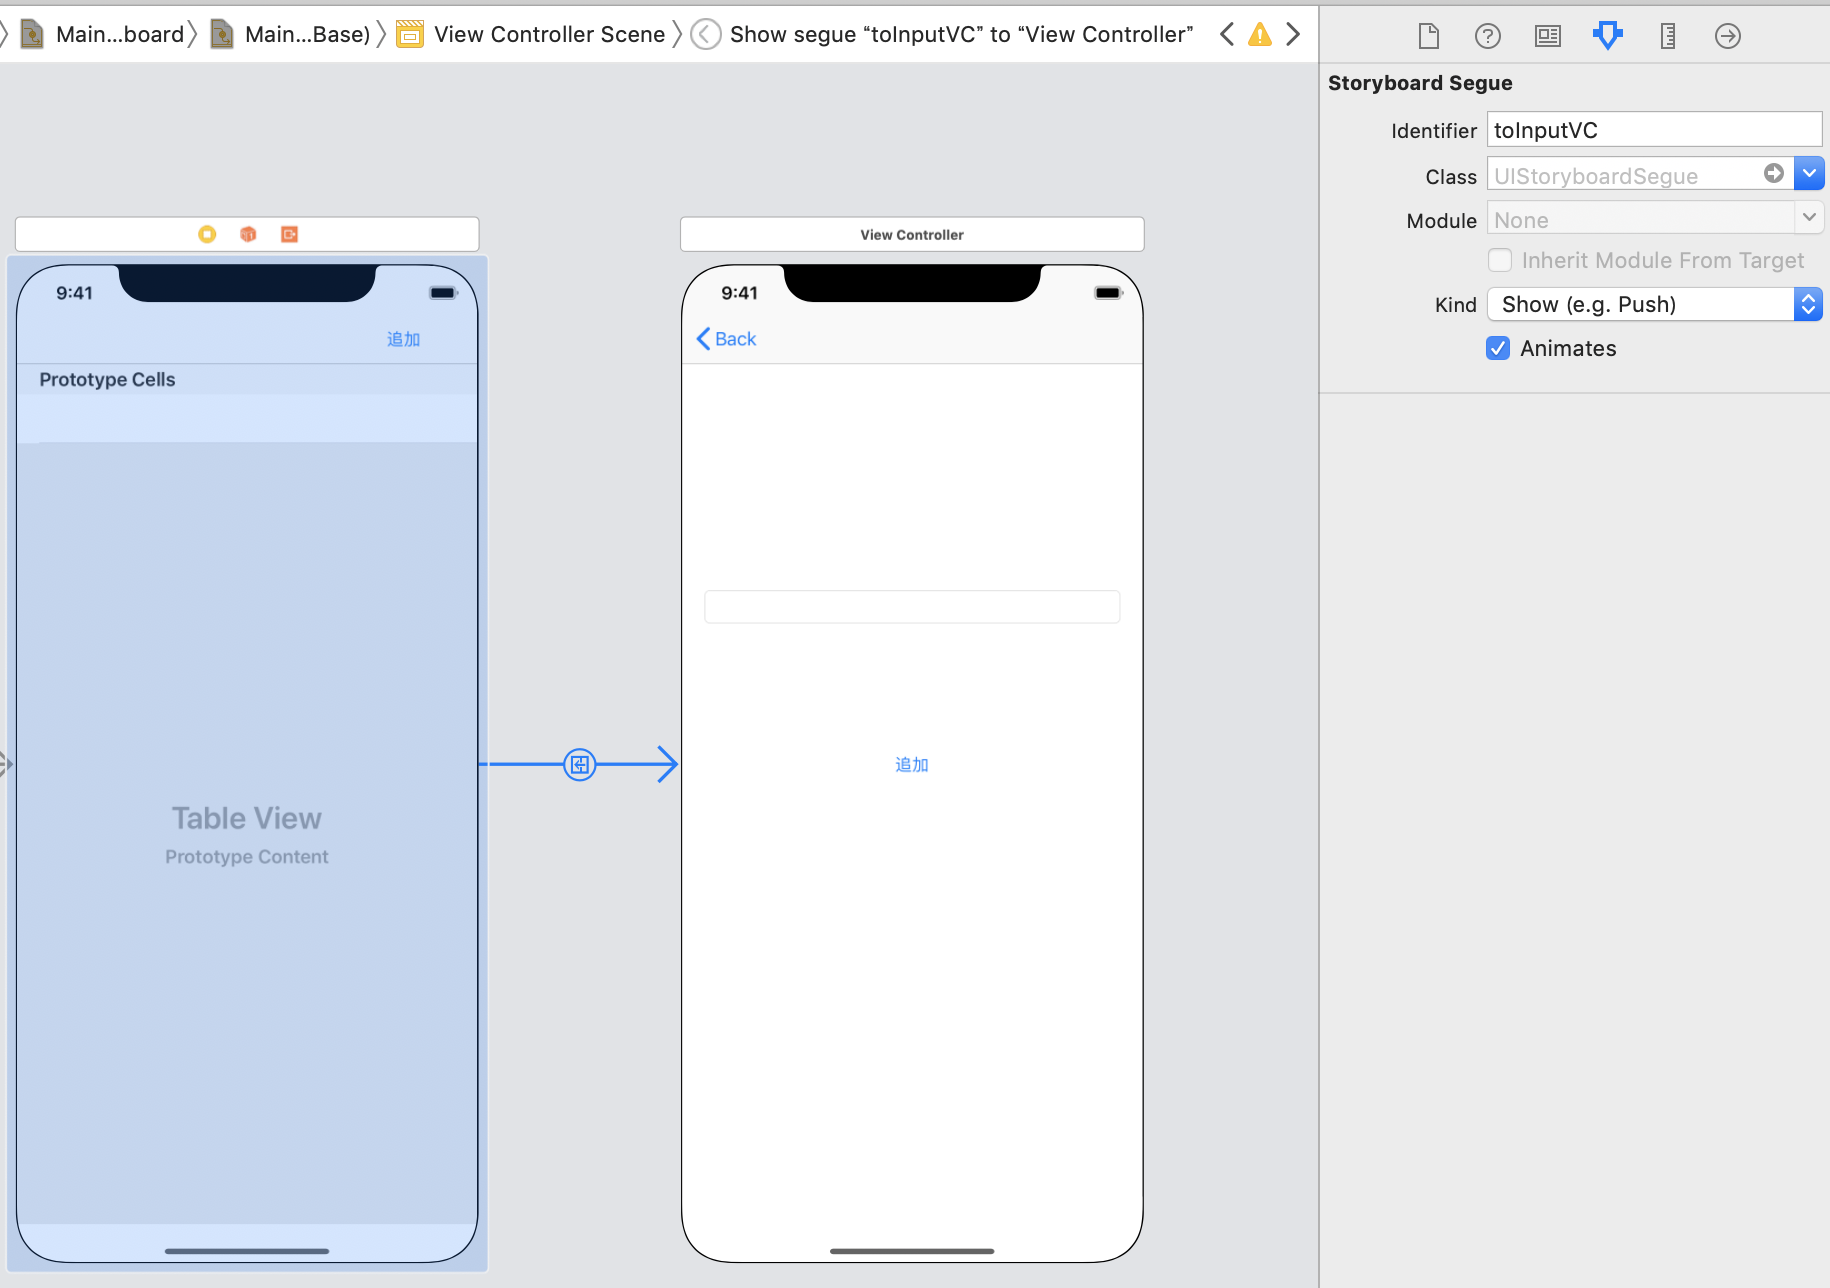 Main...board
Main...Base)
View Controller Scene
Show segue “toInputVC” to “View Controller”
9:41
追加
Prototype Cells
Table View
Prototype Content
View Controller
9:41
Back
追加
Storyboard Segue
Identifier toInputVC
Class UIStoryboardSegue
Module None
Inherit Module From Target
Kind Show (e.g. Push)
Animates